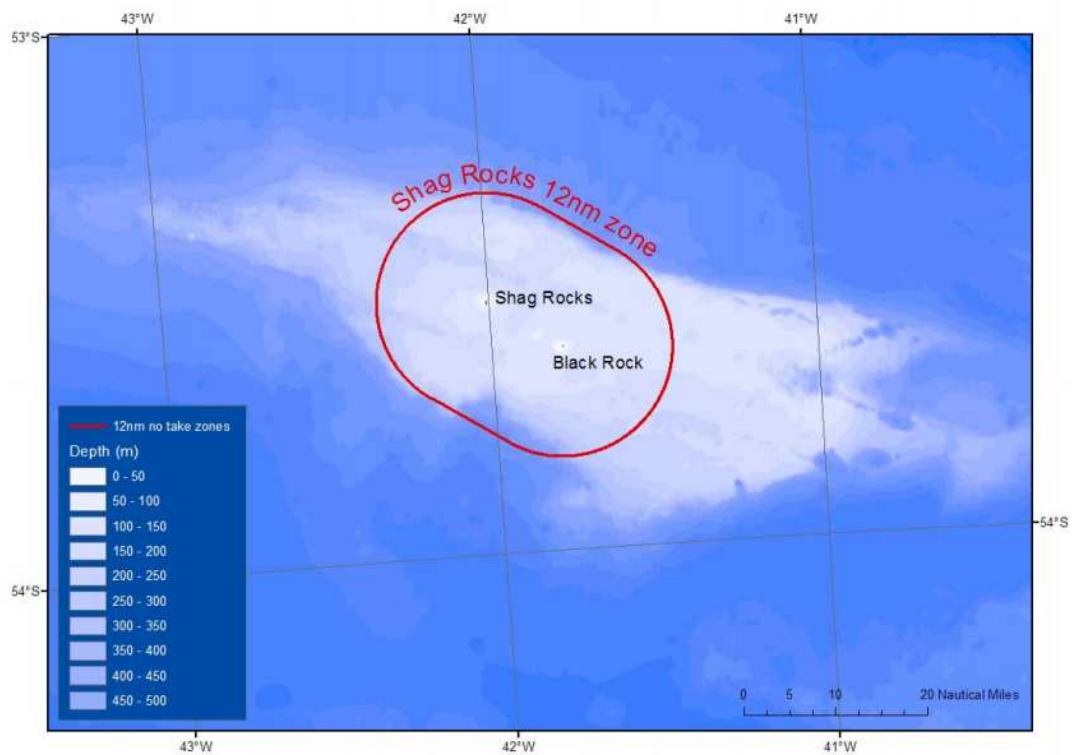 43°W
42°W
41°W
53°S
Shag Rocks 12nm zone
Shag Rocks
Black Rock
12nm no take zones
Depth (m)
0 - 50
50 - 100
100 - 150
150 - 200
200 - 250
250 - 300
300 - 350
350 - 400
400 - 450
450 - 500
54°S
54°S
0 5 10 20 Nautical Miles
43°W
42°W
41°W